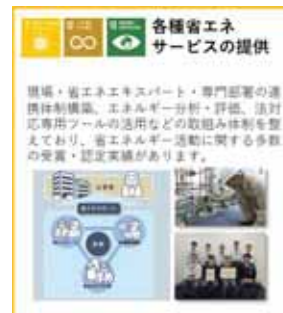 各種省エネ
サービスの提供
現場・省エネエキスパート・専門部署の連
携体制構築、エネルギー分析・評価、法対
応専用ツールの活用などの取組み体制を整
えており、省エネルギー活動に関する多数
の受賞・認定実績があります。